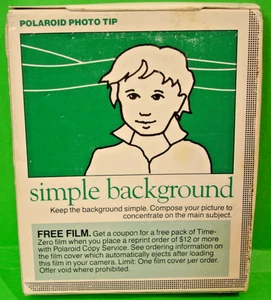 POLAROID PHOTO TIP
simple background
Keep the background simple. Compose your picture to
concentrate on the main subject.
FREE FILM. Get a coupon for a free pack of Time-
Zero film when you place a reprint order of $12 or more
with Polaroid Copy Service. See ordering information on
the film cover which automatically ejects after loading
this film in your camera. Limit: One film cover per order.
Offer void where prohibited.